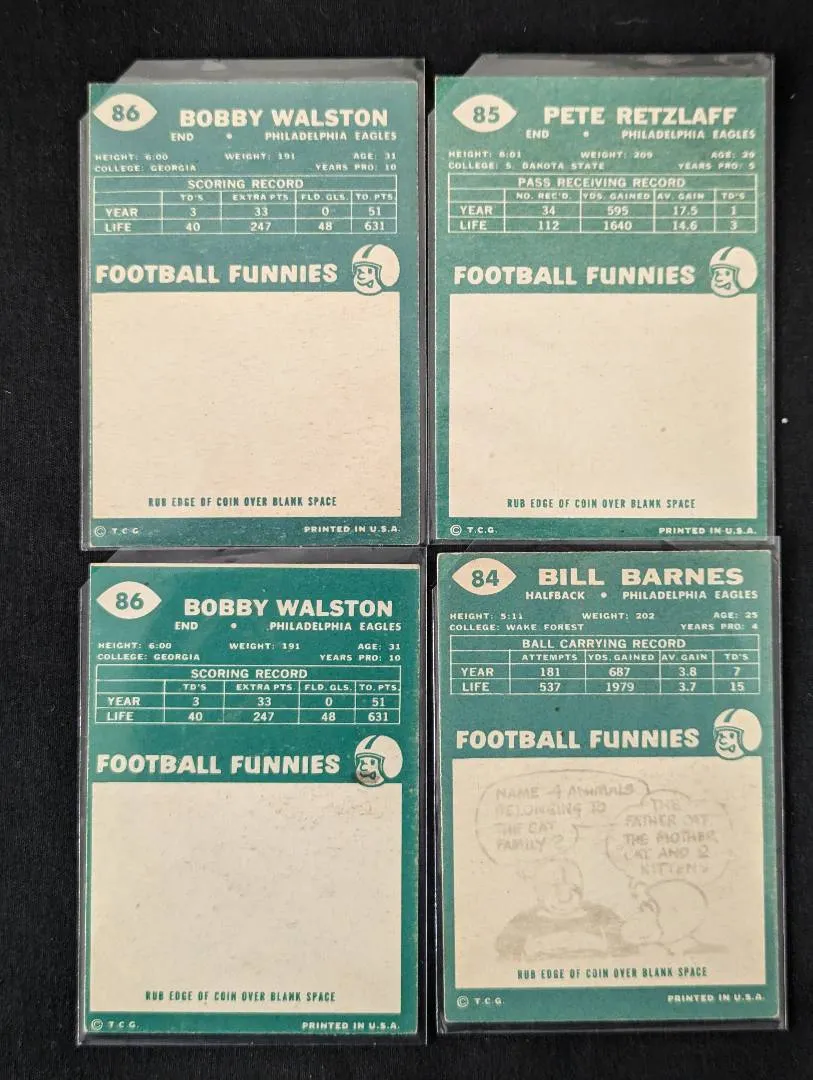 86
BOBBY WALSTON
END • PHILADELPHIA EAGLES
HEIGHT: 6:00 WEIGHT: 191 AGE: 31
COLLEGE: GEORGIA YEARS PRO: 10
SCORING RECORD
TD'S EXTRA PTS FLD. GLS. TO. PTS.
YEAR 3 33 0 51
LIFE 40 247 48 631
FOOTBALL FUNNIES
RUB EDGE OF COIN OVER BLANK SPACE
© T.C.G. PRINTED IN U.S.A.
85
PETE RETZLAFF
END • PHILADELPHIA EAGLES
HEIGHT: 6:01 WEIGHT: 209 AGE: 29
COLLEGE: S. DAKOTA STATE YEARS PRO: 5
PASS RECEIVING RECORD
NO. REC'D. YDS. GAINED AV. GAIN TD'S
YEAR 34 595 17.5 1
LIFE 112 1640 14.6 3
FOOTBALL FUNNIES
RUB EDGE OF COIN OVER BLANK SPACE
© T.C.G. PRINTED IN U.S.A.
86
BOBBY WALSTON
END • PHILADELPHIA EAGLES
HEIGHT: 6:00 WEIGHT: 191 AGE: 31
COLLEGE: GEORGIA YEARS PRO: 10
SCORING RECORD
TD'S EXTRA PTS FLD. GLS. TO. PTS.
YEAR 3 33 0 51
LIFE 40 247 48 631
FOOTBALL FUNNIES
RUB EDGE OF COIN OVER BLANK SPACE
© T.C.G. PRINTED IN U.S.A.
84
BILL BARNES
HALFBACK • PHILADELPHIA EAGLES
HEIGHT: 5:11 WEIGHT: 202 AGE: 25
COLLEGE: WAKE FOREST YEARS PRO: 4
BALL CARRYING RECORD
ATTEMPTS YDS. GAINED AV. GAIN TD'S
YEAR 181 687 3.8 7
LIFE 537 1979 3.7 15
FOOTBALL FUNNIES
NAME 4 ANIMALS
BELONGING TO
THE CAT
FAMILY?
THE
FATHER CAT
THE MOTHER
CAT AND 2
KITTENS
RUB EDGE OF COIN OVER BLANK SPACE
© T.C.G. PRINTED IN U.S.A.